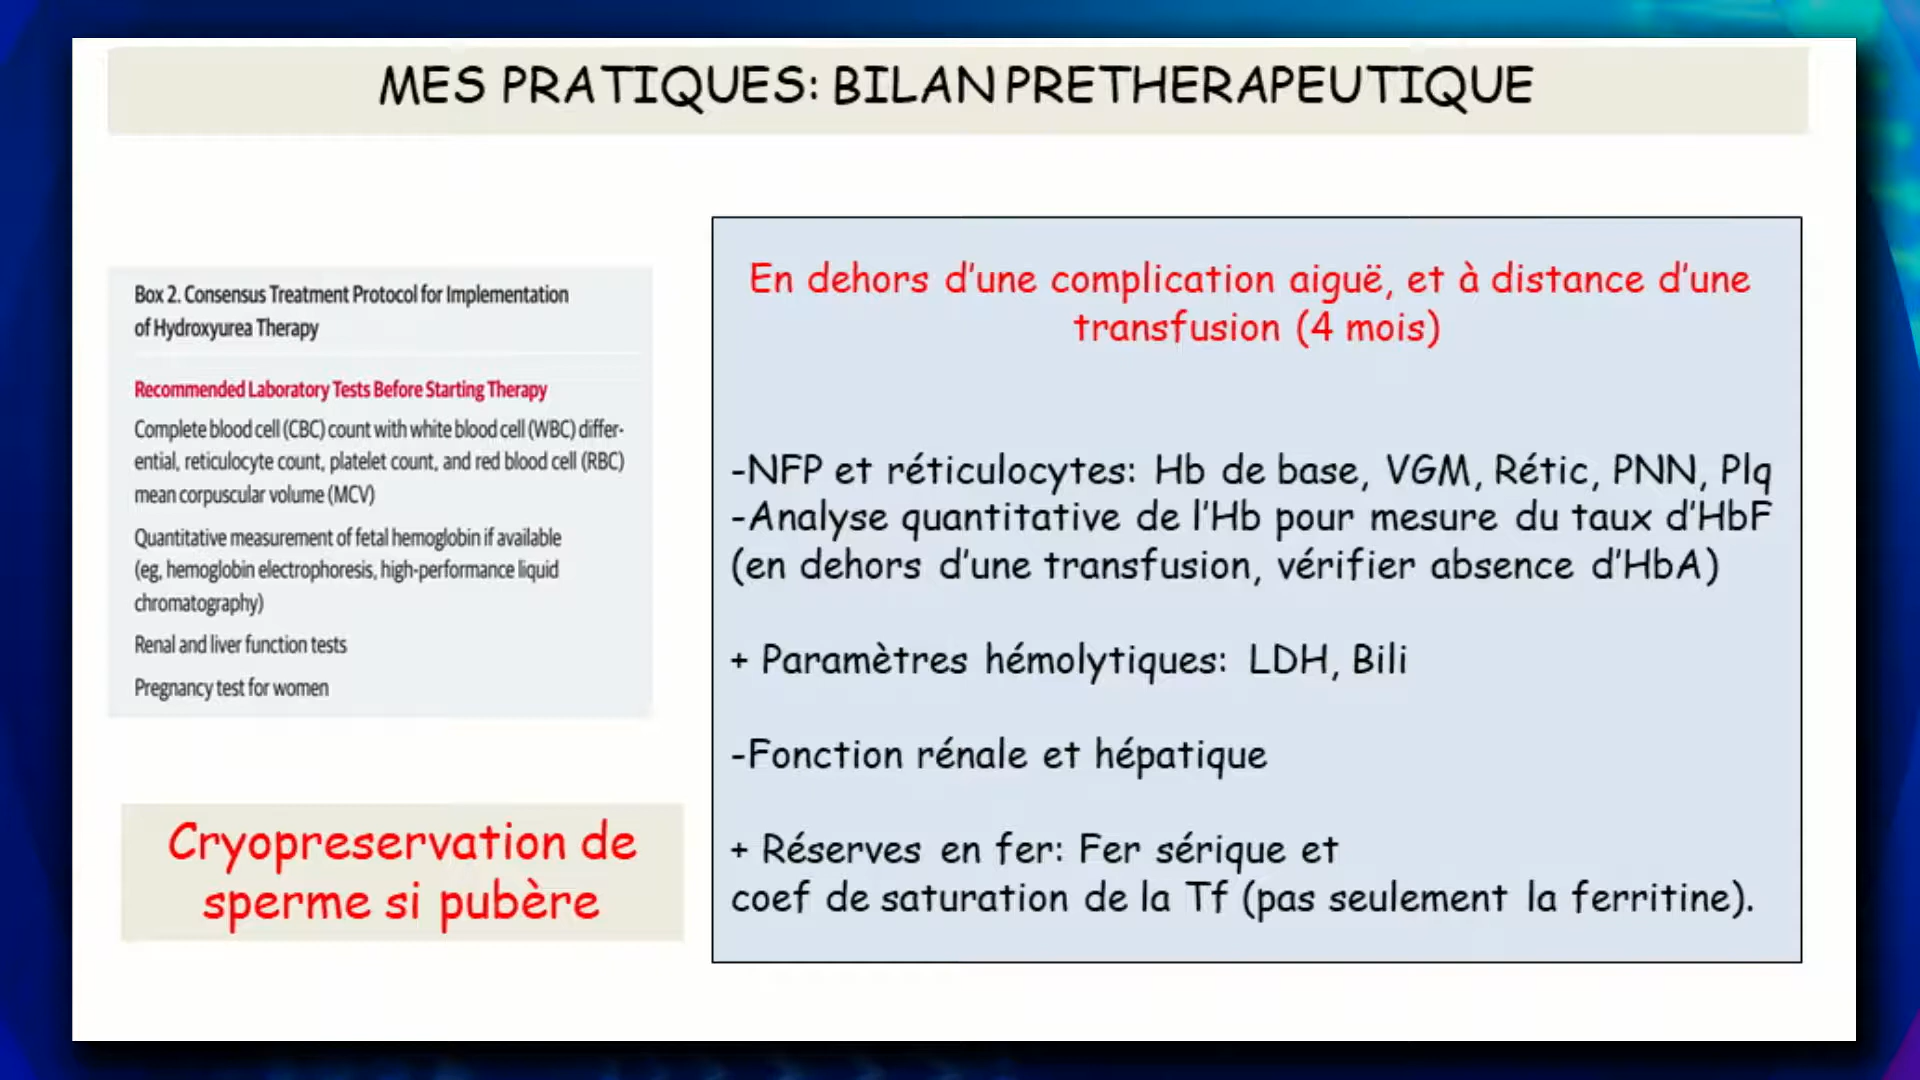 MES PRATIQUES: BILAN PRETHERAPEUTIQUE
Box 2. Consensus Treatment Protocol for Implementation
of Hydroxyurea Therapy
Recommended Laboratory Tests Before Starting Therapy
Complete blood cell (CBC) count with white blood cell (WBC) differ-
ential, reticulocyte count, platelet count, and red blood cell (RBC)
mean corpuscular volume (MCV)
Quantitative measurement of fetal hemoglobin if available
(eg, hemoglobin electrophoresis, high-performance liquid
chromatography)
Renal and liver function tests
Pregnancy test for women
Cryopreservation de
sperme si pubère
En dehors d'une complication aiguë, et à distance d'une
transfusion (4 mois)
-NFP et réticulocytes: Hb de base, VGM, Rétic, PNN, Plq
-Analyse quantitative de l'Hb pour mesure du taux d'HbF
(en dehors d'une transfusion, vérifier absence d'HbA)
+ Paramètres hémolytiques: LDH, Bili
-Fonction rénale et hépatique
+ Réserves en fer: Fer sérique et
coef de saturation de la Tf (pas seulement la ferritine).